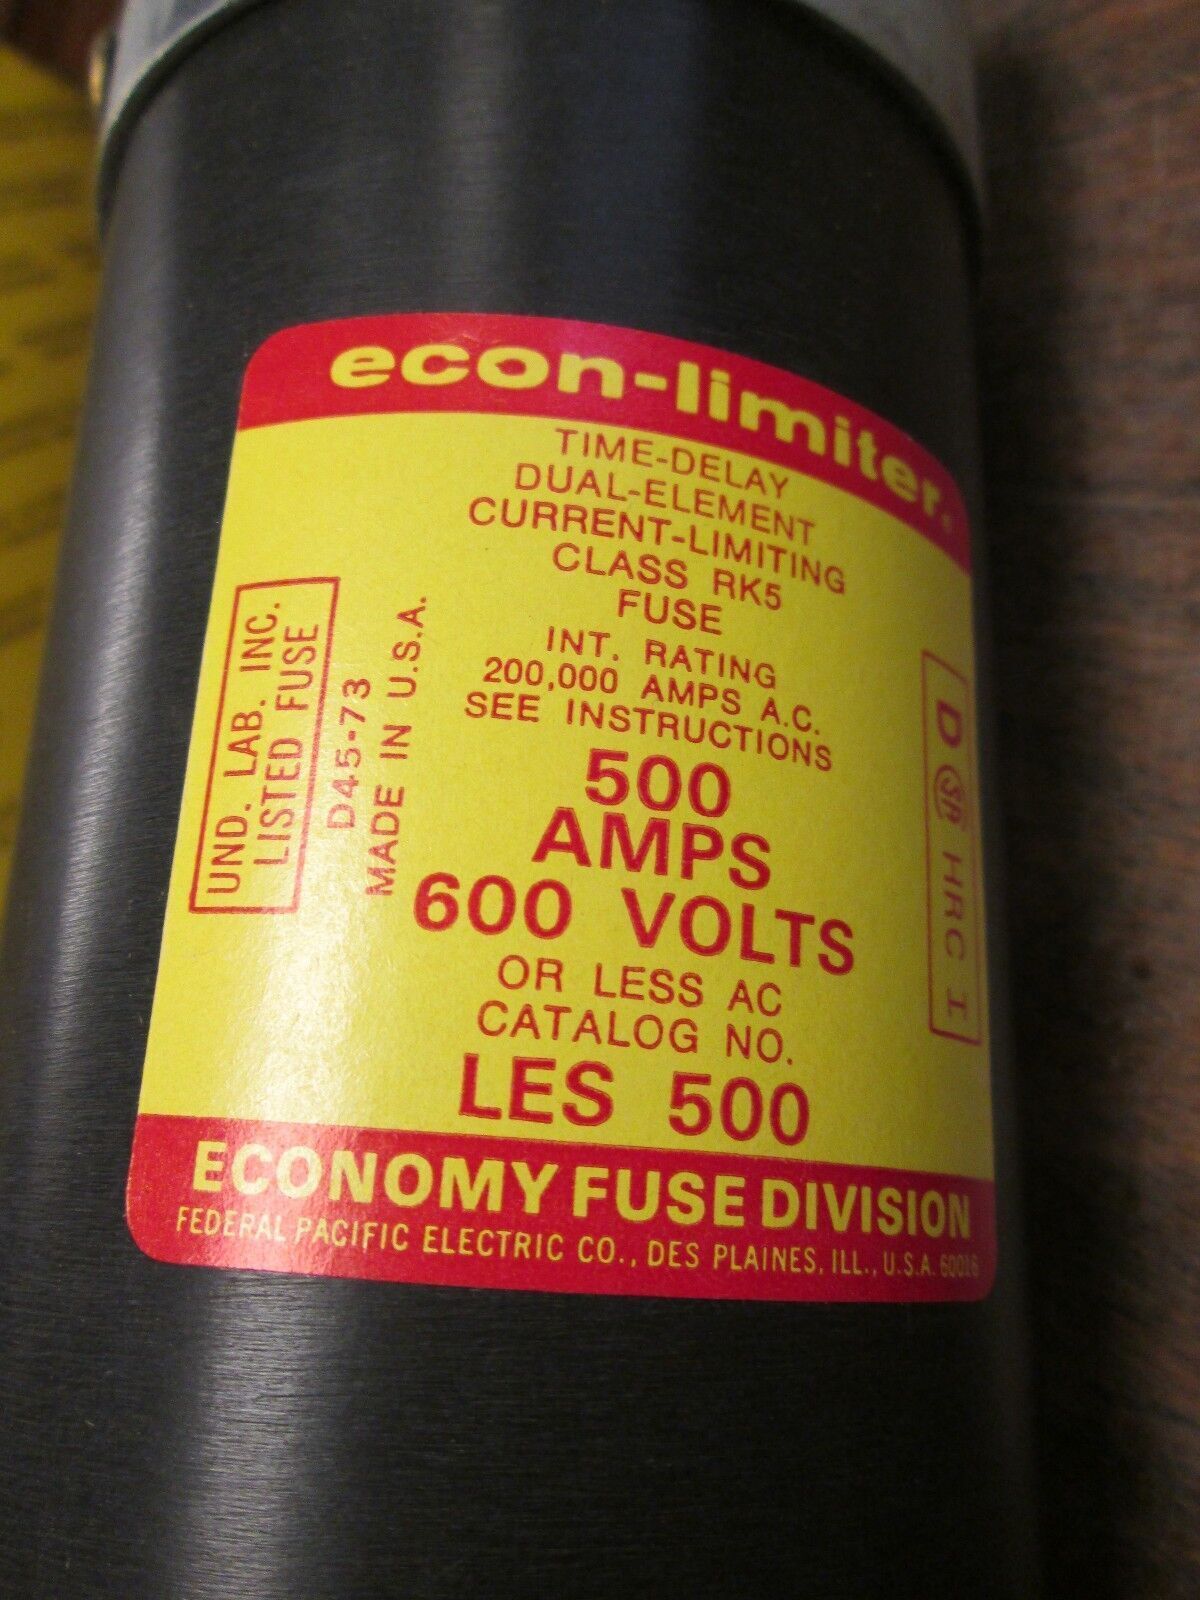 econ-limiter®
TIME-DELAY
DUAL-ELEMENT
CURRENT-LIMITING
CLASS RK5
FUSE
INT. RATING
200,000 AMPS A.C.
SEE INSTRUCTIONS
500
AMPS
600 VOLTS
OR LESS AC
CATALOG NO.
LES 500
UND. LAB. INC.
LISTED FUSE
D45-73
MADE IN U.S.A.
D HRC I
ECONOMY FUSE DIVISION
FEDERAL PACIFIC ELECTRIC CO., DES PLAINES, ILL., U.S.A. 60016